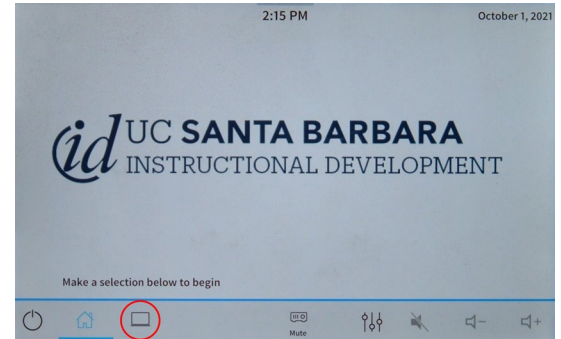 2:15 PM
October 1, 2021
id UC SANTA BARBARA
INSTRUCTIONAL DEVELOPMENT
Make a selection below to begin
Mute